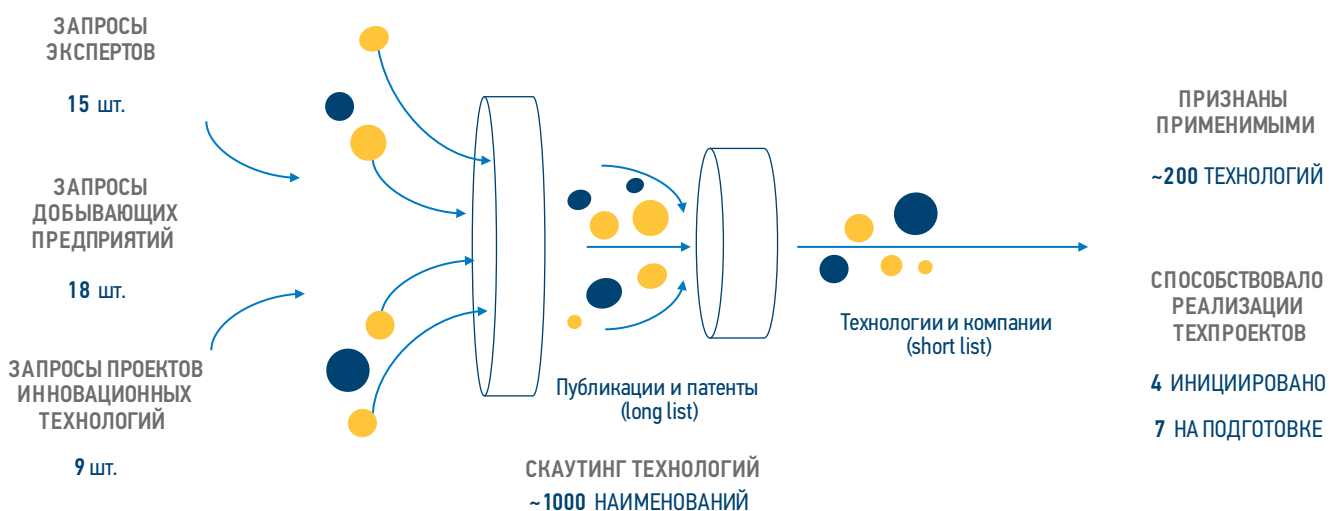 ЗАПРОСЫ
ЭКСПЕРТОВ
15 шт.
ЗАПРОСЫ
ДОБЫВАЮЩИХ
ПРЕДПРИЯТИЙ
18 шт.
ЗАПРОСЫ ПРОЕКТОВ
ИННОВАЦИОННЫХ
ТЕХНОЛОГИЙ
9 шт.
Публикации и патенты
(long list)
СКАУТИНГ ТЕХНОЛОГИЙ
~1000 НАИМЕНОВАНИЙ
Технологии и компании
(short list)
ПРИЗНАНЫ
ПРИМЕНИМЫМИ
~200 ТЕХНОЛОГИЙ
СПОСОБСТВОВАЛО
РЕАЛИЗАЦИИ
ТЕХПРОЕКТОВ
4 ИНИЦИИРОВАНО
7 НА ПОДГОТОВКЕ